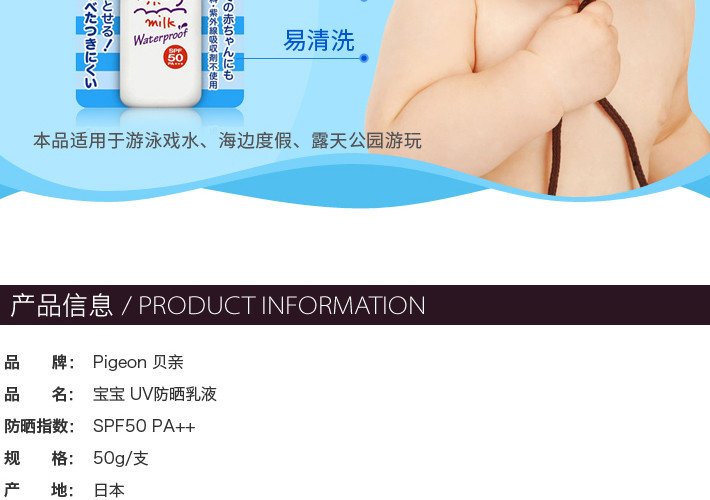 milk
Waterproof
SPF
50
PA+++
とせる!
べたつきにくい
の赤ちゃんにも
料・紫外線吸収剤不使用
易清洗
本品适用于游泳戏水、海边度假、露天公园游玩
产品信息 / PRODUCT INFORMATION
品 牌: Pigeon 贝亲
品 名: 宝宝 UV防晒乳液
防晒指数: SPF50 PA++
规 格: 50g/支
产 地: 日本